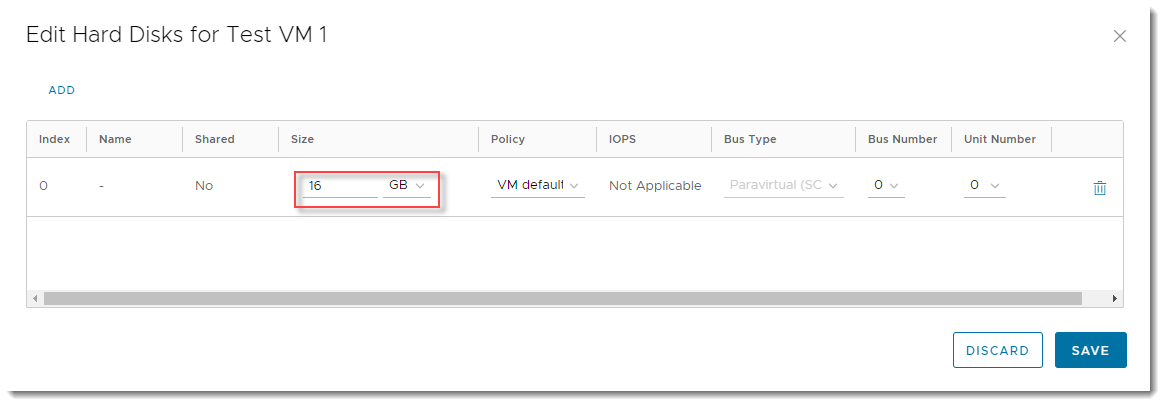 Edit Hard Disks for Test VM 1
ADD
Index Name Shared Size Policy IOPS Bus Type Bus Number Unit Number
0 - No 16 GB VM default Not Applicable Paravirtual (SC 0 0
DISCARD SAVE